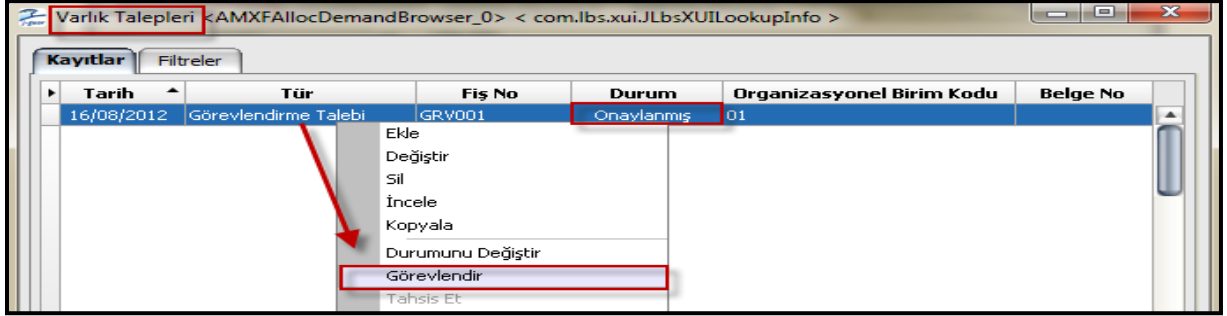 Varlık Talepleri <AMXFAllocDemandBrowser_0> < com.lbs.xui.JLbsXUILookupInfo >
Kayıtlar Filtreler
Tarih Tür Fiş No Durum Organizasyonel Birim Kodu Belge No
16/08/2012 Görevlendirme Talebi GRV001 Onaylanmış 01
Ekle
Değiştir
Sil
İncele
Kopyala
Durumunu Değiştir
Görevlendir
Tahsis Et